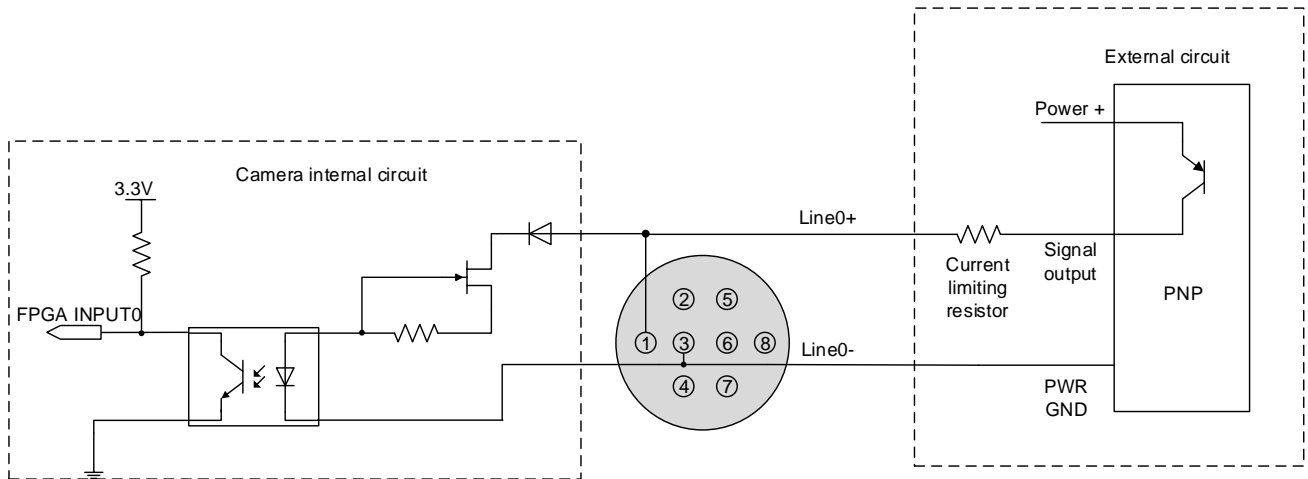 External circuit
Power +
Camera internal circuit
3.3V
Line0+
Current
limiting
resistor
Signal
output
PNP
② ⑤
FPGA INPUT0
① ③ ⑥ ⑧
Line0-
④ ⑦
PWR
GND